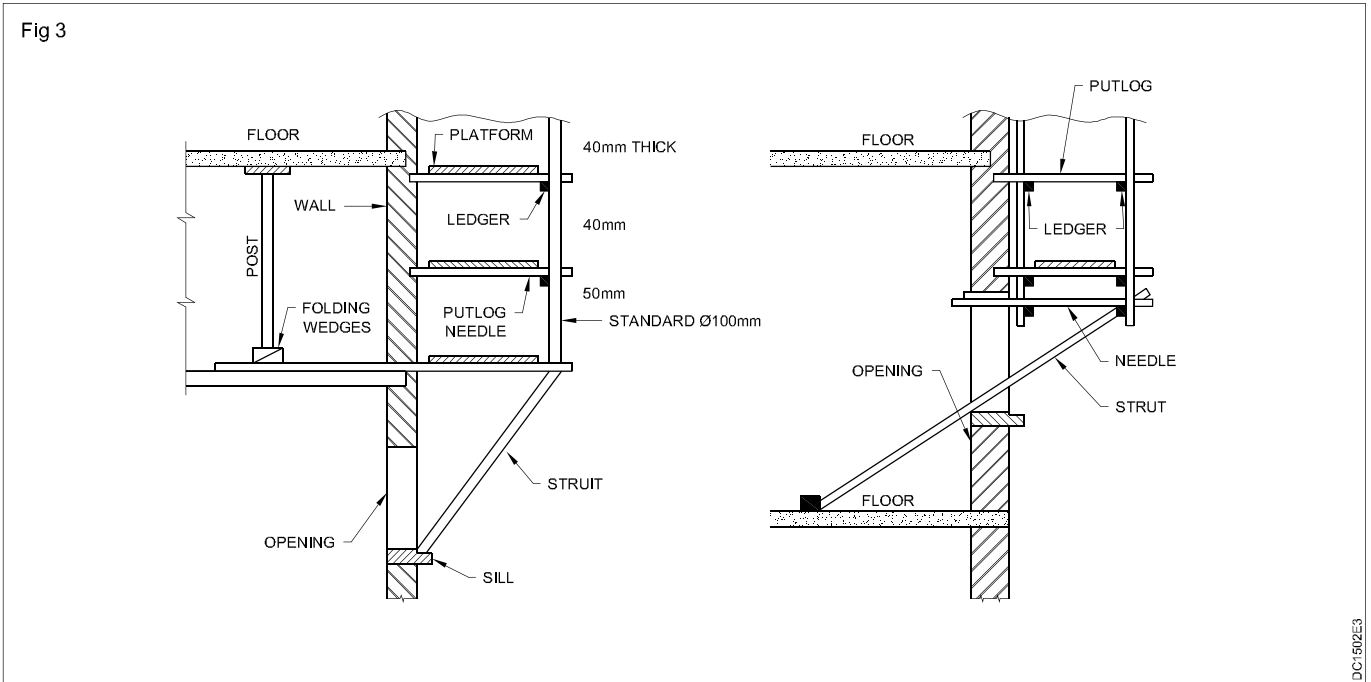 Fig 3
FLOOR
PLATFORM
40mm THICK
WALL
LEDGER
40mm
POST
FOLDING
WEDGES
PUTLOG
NEEDLE
50mm
STANDARD Ø100mm
STRUIT
OPENING
SILL
PUTLOG
FLOOR
LEDGER
NEEDLE
OPENING
STRUT
FLOOR
DC1502E3